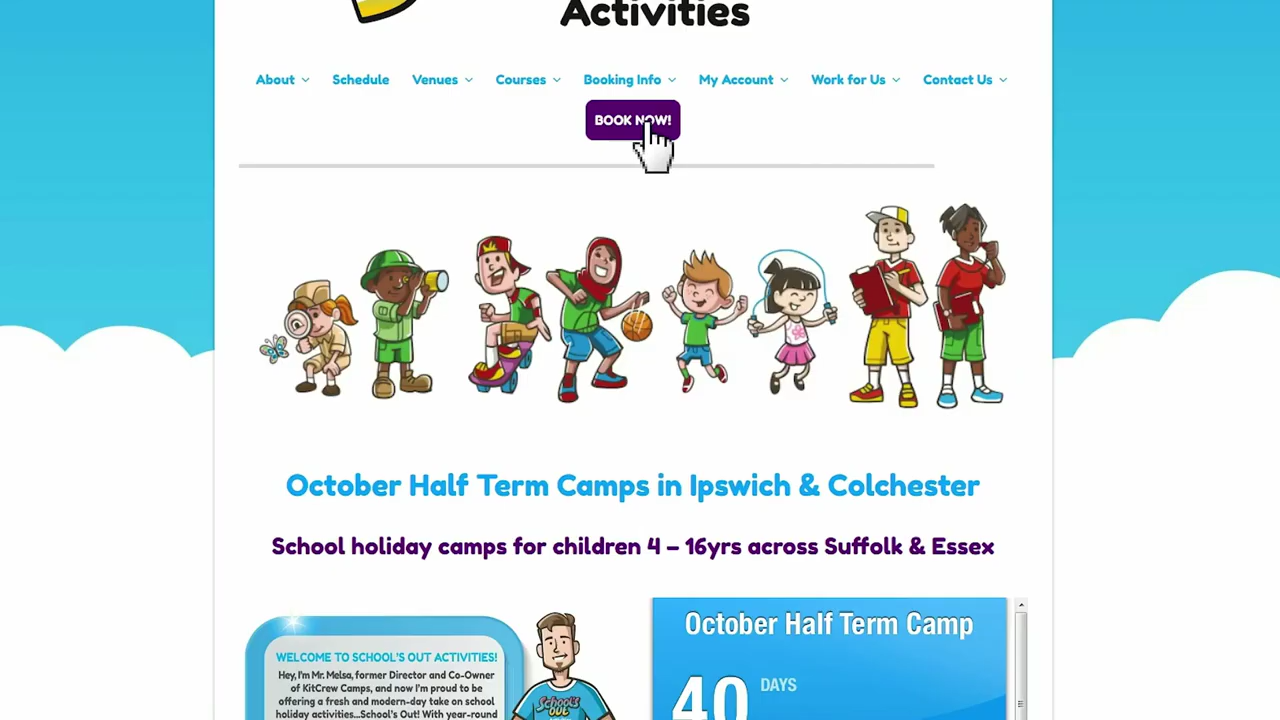 Activities
About
Schedule
Venues
Courses
Booking Info
My Account
Work for Us
Contact Us
BOOK NOW!
October Half Term Camps in Ipswich & Colchester
School holiday camps for children 4 – 16yrs across Suffolk & Essex
WELCOME TO SCHOOL'S OUT ACTIVITIES!
Hey, I'm Mr. Melsa, former Director and Co-Owner
of KitCrew Camps, and now I'm proud to be
offering a fresh and modern-day take on school
holiday activities...School's Out! With year-round
SCHOOL'S
OUT
October Half Term Camp
40 DAYS